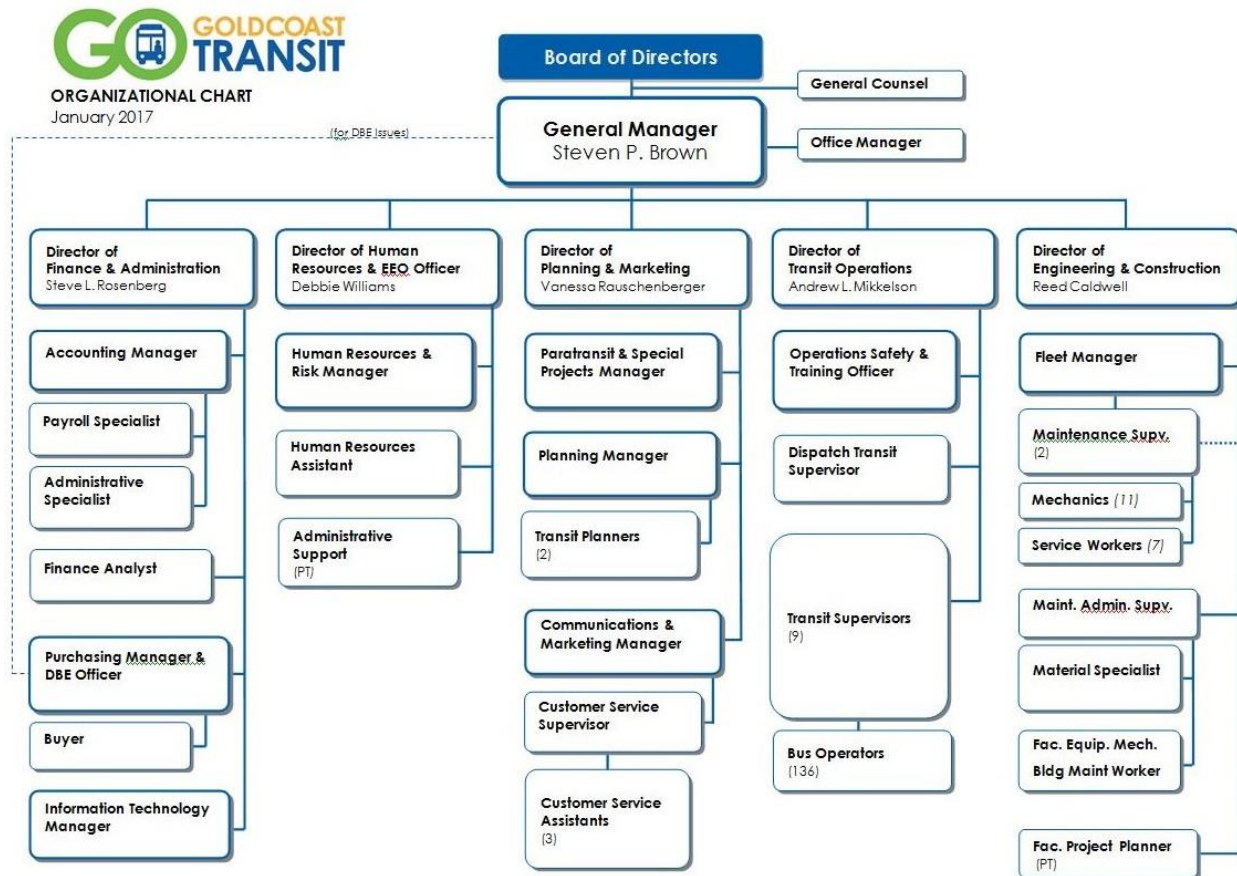 GO GOLDCOAST
TRANSIT
ORGANIZATIONAL CHART
January 2017
(for DBE issues)
Board of Directors
General Counsel
General Manager
Steven P. Brown
Office Manager
Director of
Finance & Administration
Steve L. Rosenberg
Accounting Manager
Payroll Specialist
Administrative
Specialist
Finance Analyst
Purchasing Manager &
DBE Officer
Buyer
Information Technology
Manager
Director of Human
Resources & EEO Officer
Debbie Williams
Human Resources &
Risk Manager
Human Resources
Assistant
Administrative
Support
(PT)
Director of
Planning & Marketing
Vanessa Rauschenberger
Paratransit & Special
Projects Manager
Planning Manager
Transit Planners
(2)
Communications &
Marketing Manager
Customer Service
Supervisor
Customer Service
Assistants
(3)
Director of
Transit Operations
Andrew L. Mikkelson
Operations Safety &
Training Officer
Dispatch Transit
Supervisor
Transit Supervisors
(9)
Bus Operators
(136)
Director of
Engineering & Construction
Reed Caldwell
Fleet Manager
Maintenance Supv.
(2)
Mechanics (11)
Service Workers (7)
Maint. Admin. Supv.
Material Specialist
Fac. Equip. Mech.
Bldg Maint Worker
Fac. Project Planner
(PT)